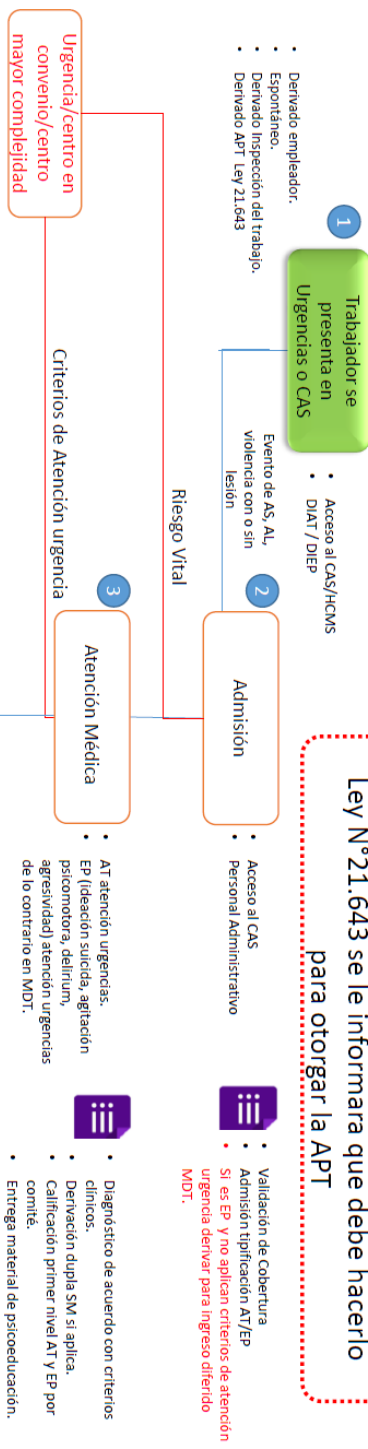 Ley N°21.643 se le informara que debe hacerlo
para otorgar la APT
1
Trabajador se
presenta en
Urgencias o CAS
• Derivado empleador.
• Espontáneo.
• Derivado Inspección del trabajo.
• Derivado APT Ley 21.643
• Acceso al CAS/HCMS
• DIAT / DIEP
Evento de AS, AL,
violencia con o sin
lesión
2
Admisión
• Acceso al CAS
• Personal Administrativo
• Validación de Cobertura
• Admisión tipificación AT/EP
• Si es EP y no aplican criterios de atención
urgencia derivar para ingreso diferido
MDT.
Riesgo Vital
Urgencia/centro en
convenio/centro
mayor complejidad
Criterios de Atención urgencia
3
Atención Médica
• AT atención urgencias.
• EP (ideación suicida, agitación
psicomotora, delirium,
agresividad) atención urgencias
de lo contrario en MDT.
• Diagnóstico de acuerdo con criterios
clínicos.
• Derivación dupla SM si aplica.
• Calificación primer nivel AT y EP por
comité.
• Entrega material de psicoeducación.